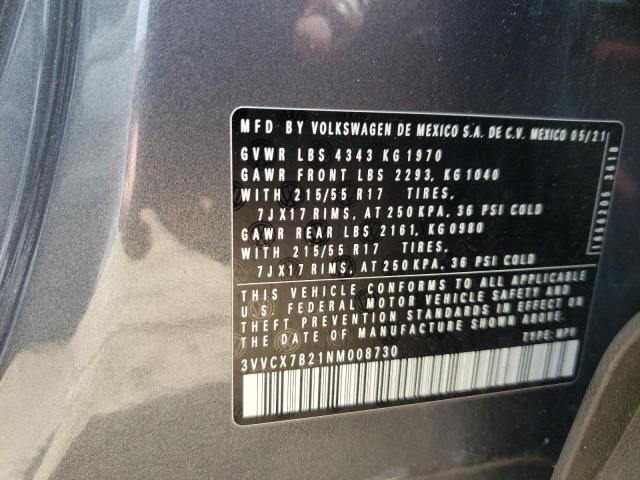 MFD BY VOLKSWAGEN DE MEXICO S.A. DE C.V. MEXICO 05/21
GVWR LBS 4343 KG 1970
GAWR FRONT LBS 2293, KG 1040
WITH 215/55 R17 TIRES,
7JX17 RIMS, AT 250 KPA, 36 PSI COLD
GAWR REAR LBS 2161, KG 0980
WITH 215/55 R17 TIRES,
7JX17 RIMS, AT 250 KPA, 36 PSI COLD
THIS VEHICLE CONFORMS TO ALL APPLICABLE
U.S. FEDERAL MOTOR VEHICLE SAFETY AND
THEFT PREVENTION STANDARDS IN EFFECT ON
THE DATE OF MANUFACTURE SHOWN ABOVE.
3VVCX7B21NM008730 TYPE: MPV
3618